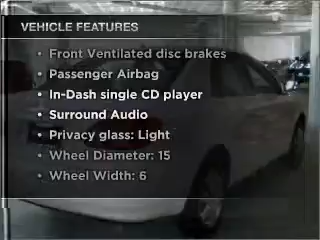 VEHICLE FEATURES
• Front Ventilated disc brakes
• Passenger Airbag
• In-Dash single CD player
• Surround Audio
• Privacy glass: Light
• Wheel Diameter: 15
• Wheel Width: 6